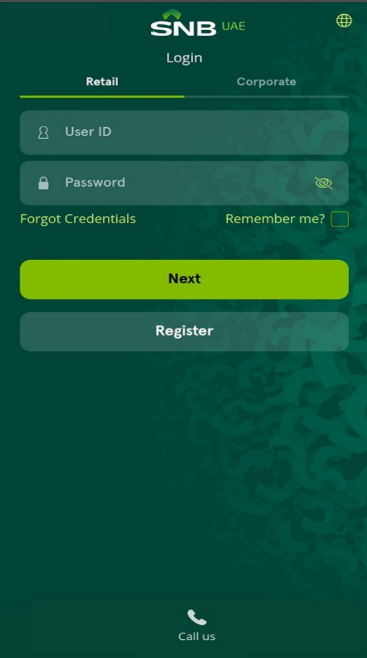 SNB UAE
Login
Retail Corporate
User ID
Password
Forgot Credentials Remember me?
Next
Register
Call us